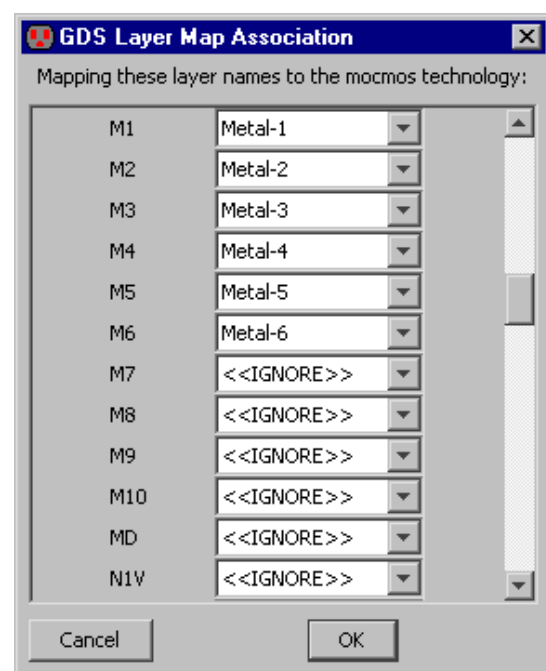 GDS Layer Map Association
Mapping these layer names to the mocmos technology:
M1 Metal-1
M2 Metal-2
M3 Metal-3
M4 Metal-4
M5 Metal-5
M6 Metal-6
M7 <<IGNORE>>
M8 <<IGNORE>>
M9 <<IGNORE>>
M10 <<IGNORE>>
MD <<IGNORE>>
N1V <<IGNORE>>
Cancel OK